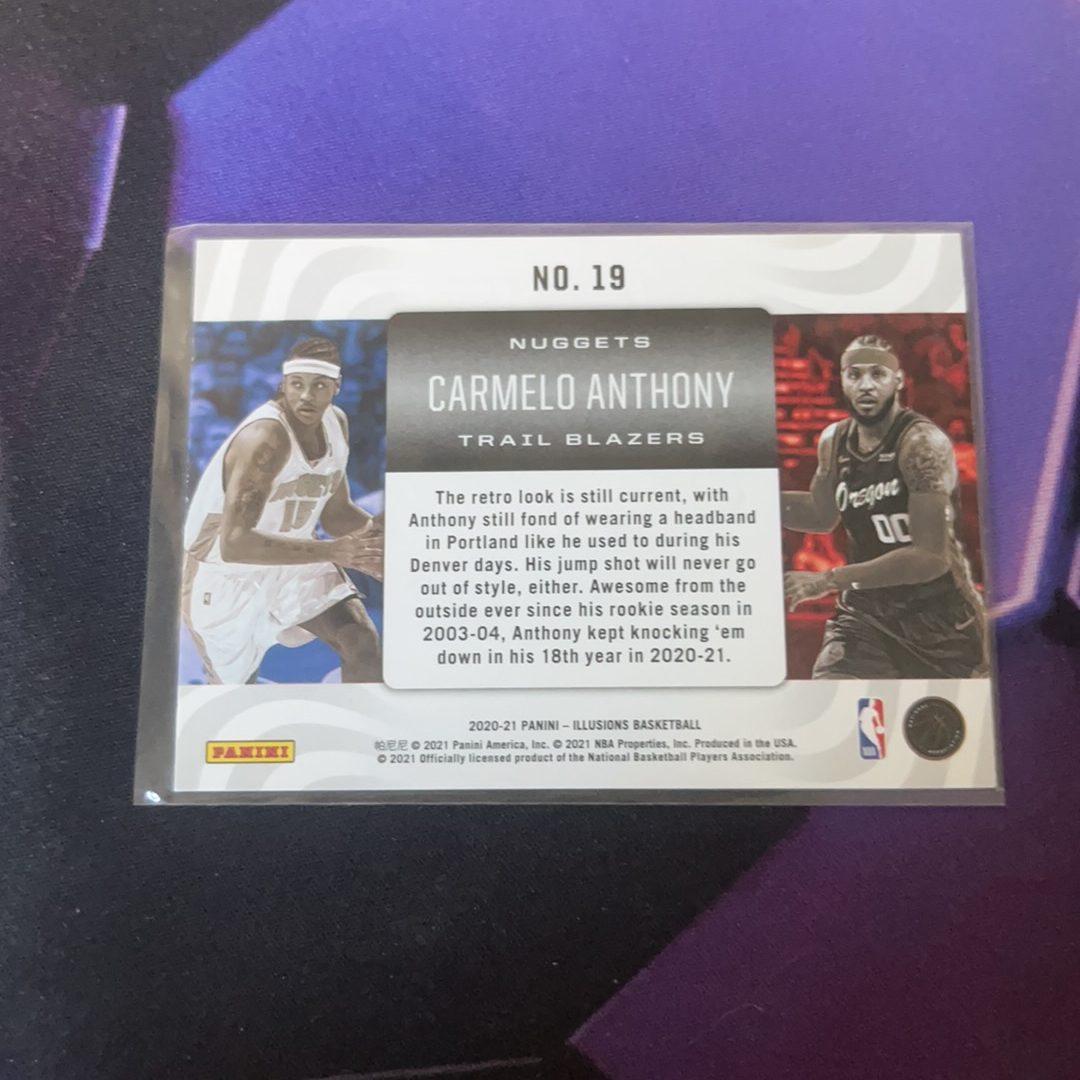 NO. 19
NUGGETS
CARMELO ANTHONY
TRAIL BLAZERS
The retro look is still current, with
Anthony still fond of wearing a headband
in Portland like he used to during his
Denver days. His jump shot will never go
out of style, either. Awesome from the
outside ever since his rookie season in
2003-04, Anthony kept knocking ‘em
down in his 18th year in 2020-21.
15
Oregon
00
2020-21 PANINI – ILLUSIONS BASKETBALL
帕尼尼 © 2021 Panini America, Inc. © 2021 NBA Properties, Inc. Produced in the USA.
© 2021 Officially licensed product of the National Basketball Players Association.
PANINI
NBA